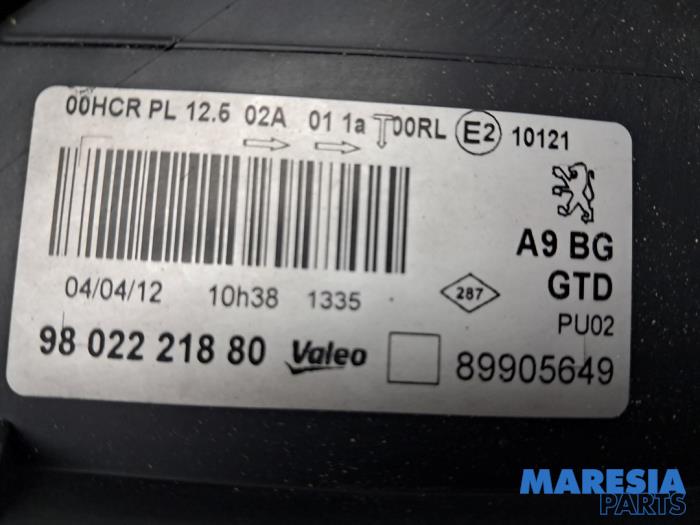 00HCR PL 12.5 02A 01 1a 00RL E2 10121
A9 BG
04/04/12 10h38 1335 287 GTD
PU02
98 022 218 80 Valeo 89905649
MARESIA
PARTS